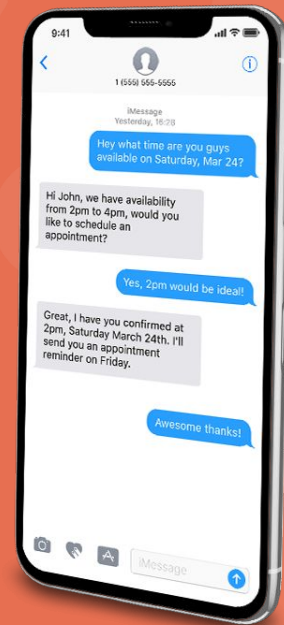 9:41
1 (555) 555-5555
iMessage
Yesterday, 16:28
Hey what time are you guys
available on Saturday, Mar 24?
Hi John, we have availability
from 2pm to 4pm, would you
like to schedule an
appointment?
Yes, 2pm would be ideal!
Great, I have you confirmed at
2pm, Saturday March 24th. I'll
send you an appointment
reminder on Friday.
Awesome thanks!
iMessage